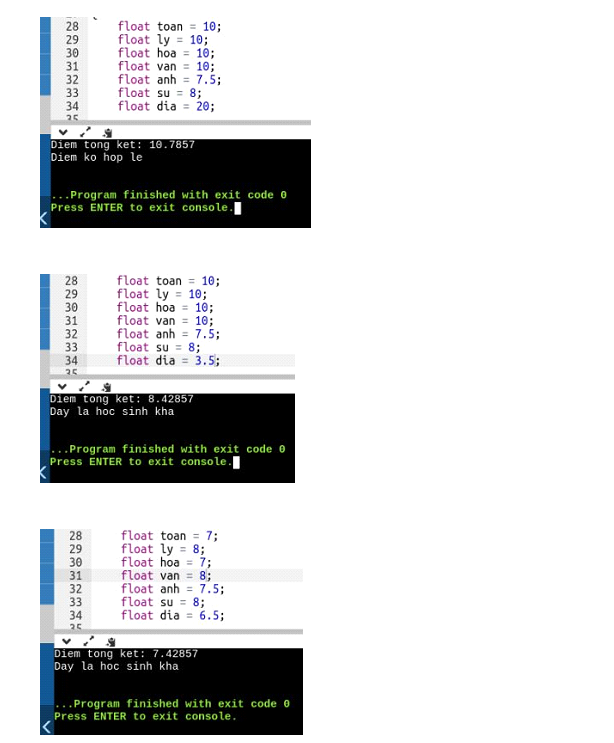 28 float toan = 10;
29 float ly = 10;
30 float hoa = 10;
31 float van = 10;
32 float anh = 7.5;
33 float su = 8;
34 float dia = 20;
Diem tong ket: 10.7857
Diem ko hop le
...Program finished with exit code 0
Press ENTER to exit console.
28 float toan = 10;
29 float ly = 10;
30 float hoa = 10;
31 float van = 10;
32 float anh = 7.5;
33 float su = 8;
34 float dia = 3.5;
Diem tong ket: 8.42857
Day la hoc sinh kha
...Program finished with exit code 0
Press ENTER to exit console.
28 float toan = 7;
29 float ly = 8;
30 float hoa = 7;
31 float van = 8;
32 float anh = 7.5;
33 float su = 8;
34 float dia = 6.5;
Diem tong ket: 7.42857
Day la hoc sinh kha
...Program finished with exit code 0
Press ENTER to exit console.